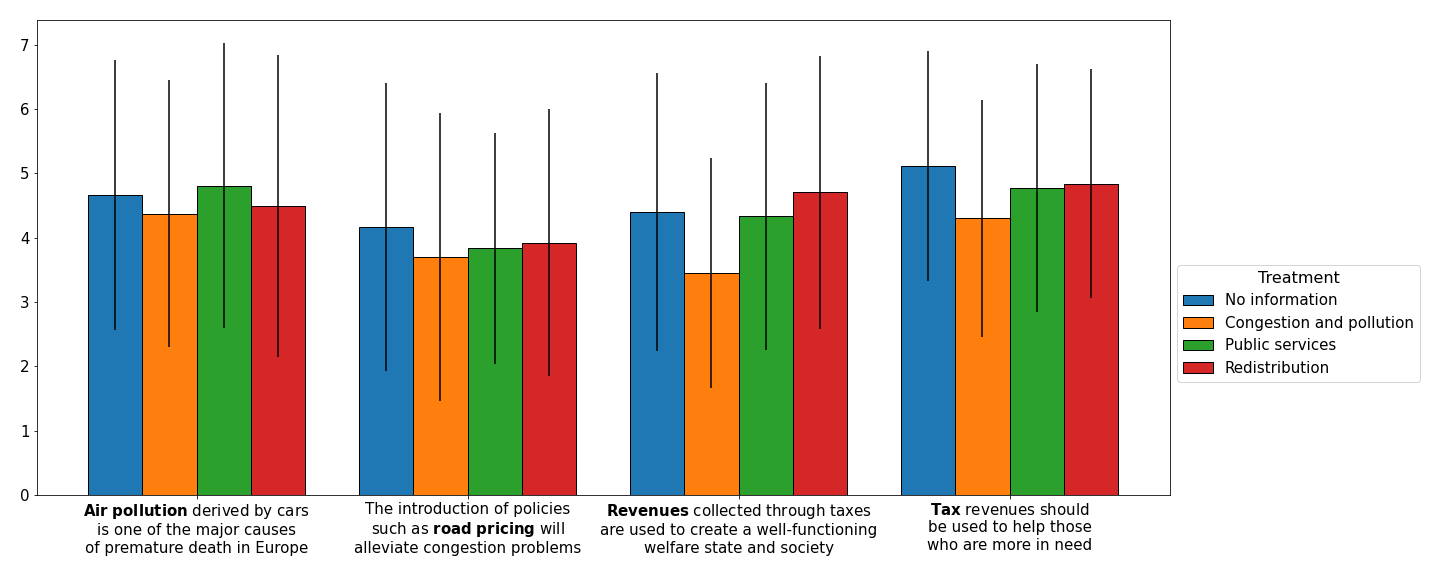 7
6
5
4
3
2
1
0
Air pollution derived by cars
is one of the major causes
of premature death in Europe
The introduction of policies
such as road pricing will
alleviate congestion problems
Revenues collected through taxes
are used to create a well-functioning
welfare state and society
Tax revenues should
be used to help those
who are more in need
Treatment
No information
Congestion and pollution
Public services
Redistribution